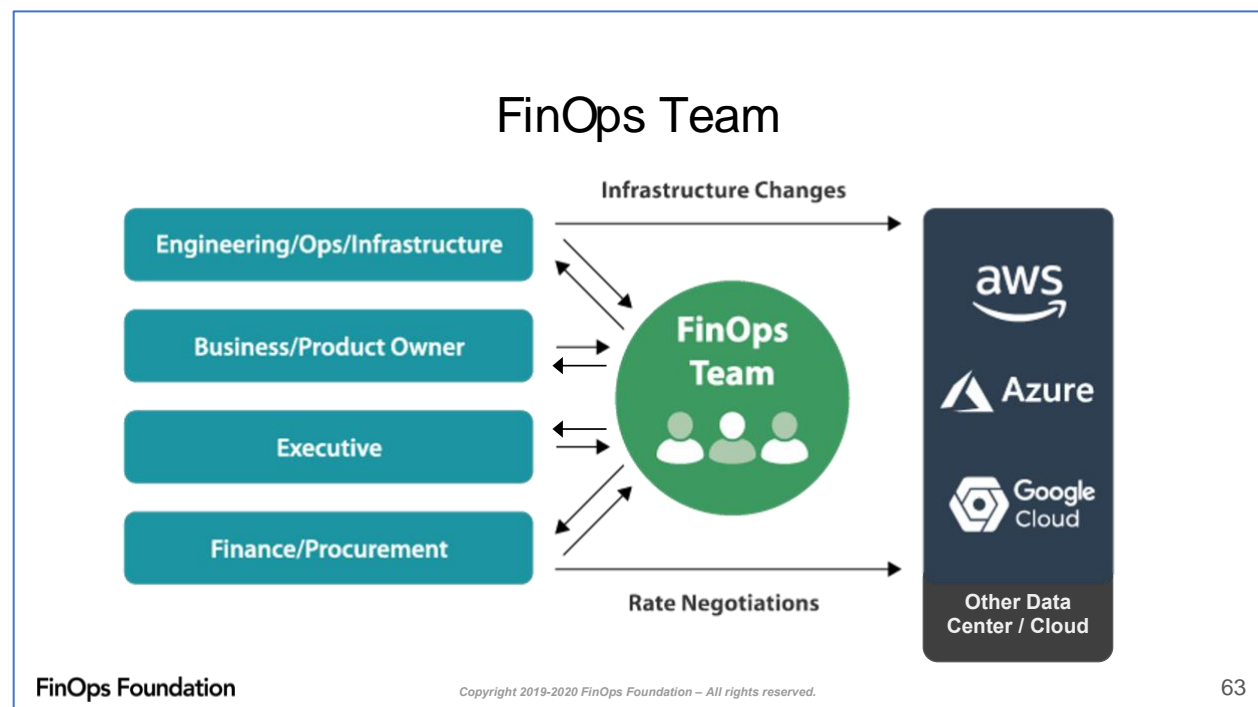 FinOps Team
Infrastructure Changes
Engineering/Ops/Infrastructure
Business/Product Owner
Executive
Finance/Procurement
FinOps
Team
Rate Negotiations
aws
Azure
Google
Cloud
Other Data
Center / Cloud
FinOps Foundation
Copyright 2019-2020 FinOps Foundation – All rights reserved.
63